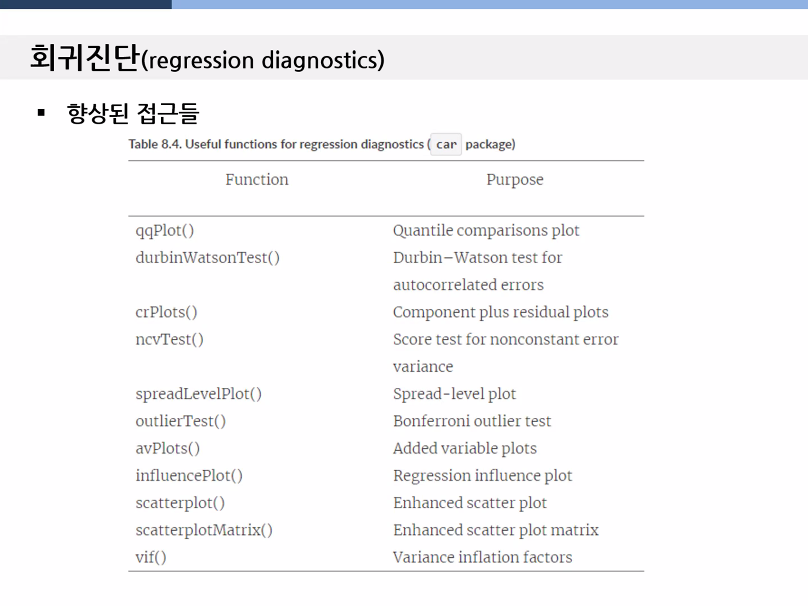 회귀진단(regression diagnostics)
▪ 향상된 접근들
Table 8.4. Useful functions for regression diagnostics ( car package)
Function Purpose
qqPlot() Quantile comparisons plot
durbinWatsonTest() Durbin–Watson test for
autocorrelated errors
crPlots() Component plus residual plots
ncvTest() Score test for nonconstant error
variance
spreadLevelPlot() Spread-level plot
outlierTest() Bonferroni outlier test
avPlots() Added variable plots
influencePlot() Regression influence plot
scatterplot() Enhanced scatter plot
scatterplotMatrix() Enhanced scatter plot matrix
vif() Variance inflation factors